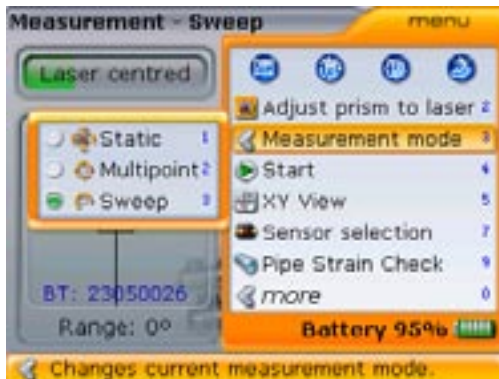 Measurement - Sweep
menu
Laser centred
Adjust prism to laser 2
Static 1
Measurement mode 3
Multipoint 2
Start 4
Sweep 3
XY View 5
Sensor selection 7
Pipe Strain Check 9
BT: 23050026
more 0
Range: 0º
Battery 95%
Changes current measurement mode.